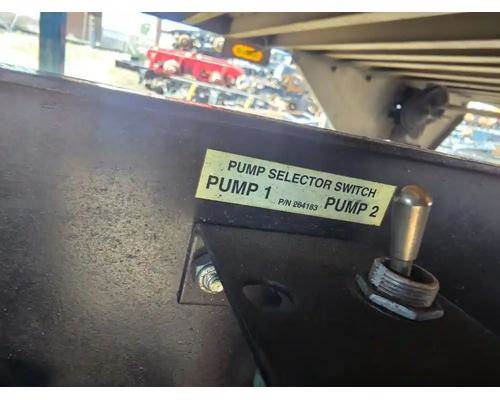 PUMP SELECTOR SWITCH
PUMP 1 P/N 264183 PUMP 2